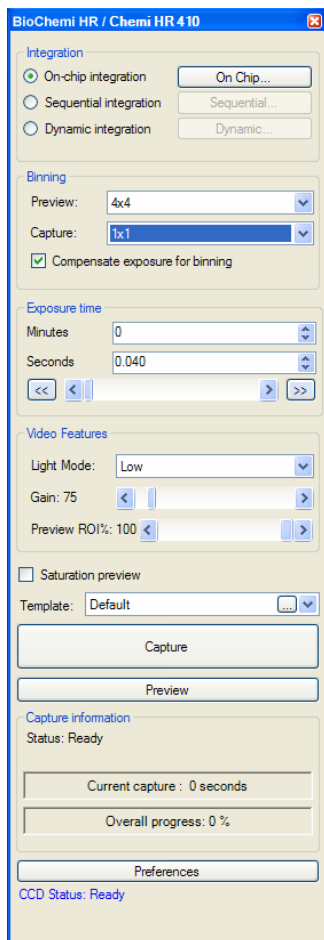 BioChemi HR / Chemi HR 410
Integration
On-chip integration On Chip...
Sequential integration Sequential...
Dynamic integration Dynamic...
Binning
Preview: 4x4
Capture: 1x1
Compensate exposure for binning
Exposure time
Minutes 0
Seconds 0.040
<< >>
Video Features
Light Mode: Low
Gain: 75
Preview ROI%: 100
Saturation preview
Template: Default ...
Capture
Preview
Capture information
Status: Ready
Current capture : 0 seconds
Overall progress: 0 %
Preferences
CCD Status: Ready